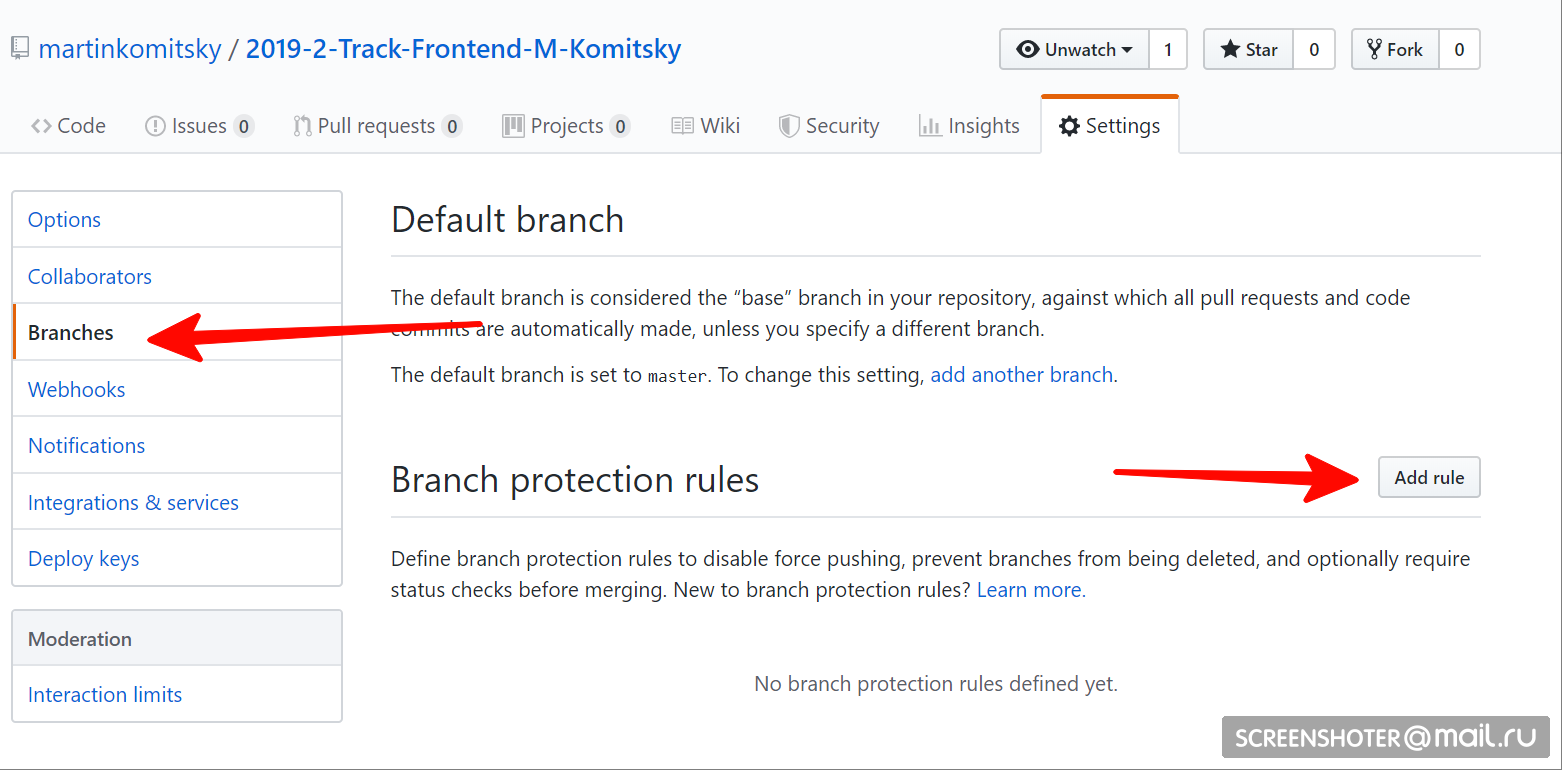 martinkomitsky / 2019-2-Track-Frontend-M-Komitsky
Unwatch 1 Star 0 Fork 0
Code Issues 0 Pull requests 0 Projects 0 Wiki Security Insights Settings
Options
Collaborators
Branches
Webhooks
Notifications
Integrations & services
Deploy keys
Moderation
Interaction limits
Default branch
The default branch is considered the “base” branch in your repository, against which all pull requests and code
commits are automatically made, unless you specify a different branch.
The default branch is set to master. To change this setting, add another branch.
Branch protection rules
Add rule
Define branch protection rules to disable force pushing, prevent branches from being deleted, and optionally require
status checks before merging. New to branch protection rules? Learn more.
No branch protection rules defined yet.
SCREENSHOTER@mail.ru